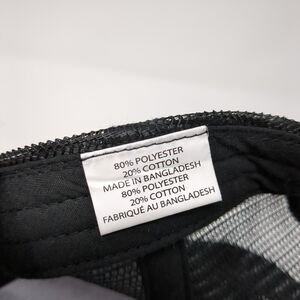 80% POLYESTER
20% COTTON
MADE IN BANGLADESH
80% POLYESTER
20% COTTON
FABRIQUÉ AU BANGLADESH